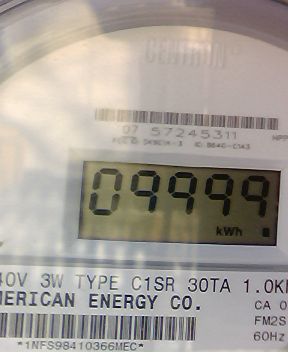 CENTRON
07 57245311
09999
kWh
40V 3W TYPE C1SR 30TA 1.0K
MERICAN ENERGY CO.
CA 0
FM2S
60Hz
*1NFS98410366MEC*